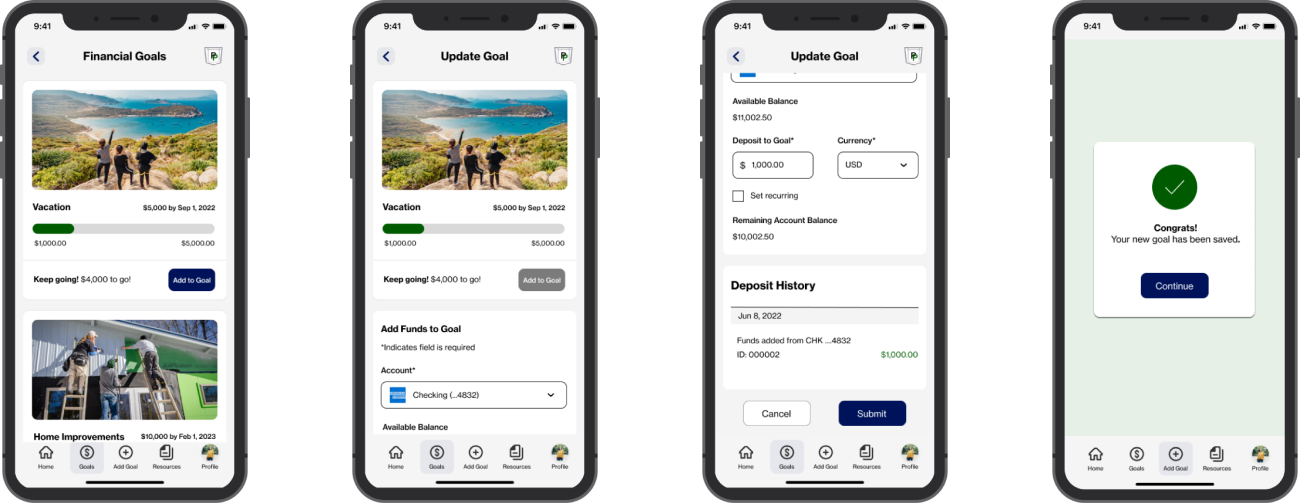 9:41
Financial Goals
Vacation
$5,000 by Sep 1, 2022
$1,000.00
$5,000.00
Keep going! $4,000 to go!
Add to Goal
Home Improvements
$10,000 by Feb 1, 2023
Home
Goals
Add Goal
Resources
Profile
9:41
Update Goal
Vacation
$5,000 by Sep 1, 2022
$1,000.00
$5,000.00
Keep going! $4,000 to go!
Add to Goal
Add Funds to Goal
*Indicates field is required
Account*
Checking (...4832)
Available Balance
Home
Goals
Add Goal
Resources
Profile
9:41
Update Goal
Available Balance
$11,002.50
Deposit to Goal*
Currency*
$ 1,000.00
USD
Set recurring
Remaining Account Balance
$10,002.50
Deposit History
Jun 8, 2022
Funds added from CHK ...4832
ID: 000002
$1,000.00
Cancel
Submit
Home
Goals
Add Goal
Resources
Profile
9:41
Congrats!
Your new goal has been saved.
Continue
Home
Goals
Add Goal
Resources
Profile